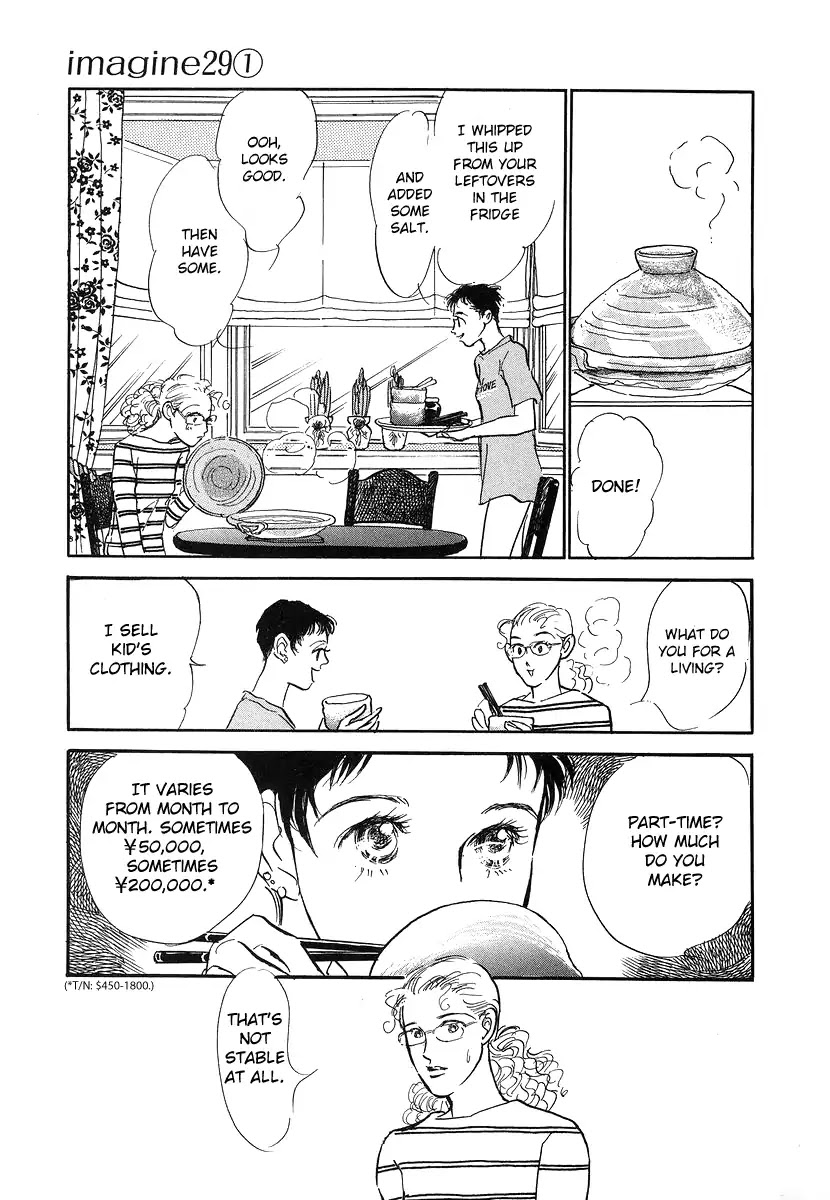 imagine29①
DONE!
I WHIPPED
THIS UP
FROM YOUR
LEFTOVERS
IN THE
FRIDGE
AND
ADDED
SOME
SALT.
OOH,
LOOKS
GOOD.
THEN
HAVE
SOME.
WHAT DO
YOU FOR A
LIVING?
I SELL
KID'S
CLOTHING.
PART-TIME?
HOW MUCH
DO YOU
MAKE?
IT VARIES
FROM MONTH TO
MONTH. SOMETIMES
¥50,000,
SOMETIMES
¥200,000.*
(*T/N: $450-1800.)
THAT'S
NOT
STABLE
AT ALL.